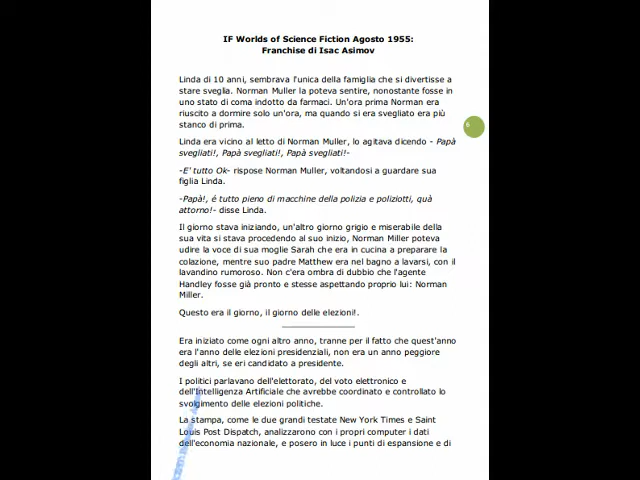 IF Worlds of Science Fiction Agosto 1955:
Franchise di Isac Asimov
Linda di 10 anni, sembrava l'unica della famiglia che si divertisse a
stare sveglia. Norman Muller la poteva sentire, nonostante fosse in
uno stato di coma indotto da farmaci. Un'ora prima Norman era
riuscito a dormire solo un'ora, ma quando si era svegliato era più
stanco di prima.
6
Linda era vicino al letto di Norman Muller, lo agitava dicendo - Papà
svegliati!, Papà svegliati!, Papà svegliati!-
-E' tutto Ok- rispose Norman Muller, voltandosi a guardare sua
figlia Linda.
-Papà!, é tutto pieno di macchine della polizia e poliziotti, quà
attorno!- disse Linda.
Il giorno stava iniziando, un'altro giorno grigio e miserabile della
sua vita si stava procedendo al suo inizio, Norman Miller poteva
udire la voce di sua moglie Sarah che era in cucina a preparare la
colazione, mentre suo padre Matthew era nel bagno a lavarsi, con il
lavandino rumoroso. Non c'era ombra di dubbio che l'agente
Handley fosse già pronto e stesse aspettando proprio lui: Norman
Miller.
Questo era il giorno, il giorno delle elezioni!.
Era iniziato come ogni altro anno, tranne per il fatto che quest'anno
era l'anno delle elezioni presidenziali, non era un anno peggiore
degli altri, se eri candidato a presidente.
I politici parlavano dell'elettorato, del voto elettronico e
dell'Intelligenza Artificiale che avrebbe coordinato e controllato lo
svolgimento delle elezioni politiche.
La stampa, come le due grandi testate New York Times e Saint
Louis Post Dispatch, analizzarono con i propri computer i dati
dell'economia nazionale, e posero in luce i punti di espansione e di